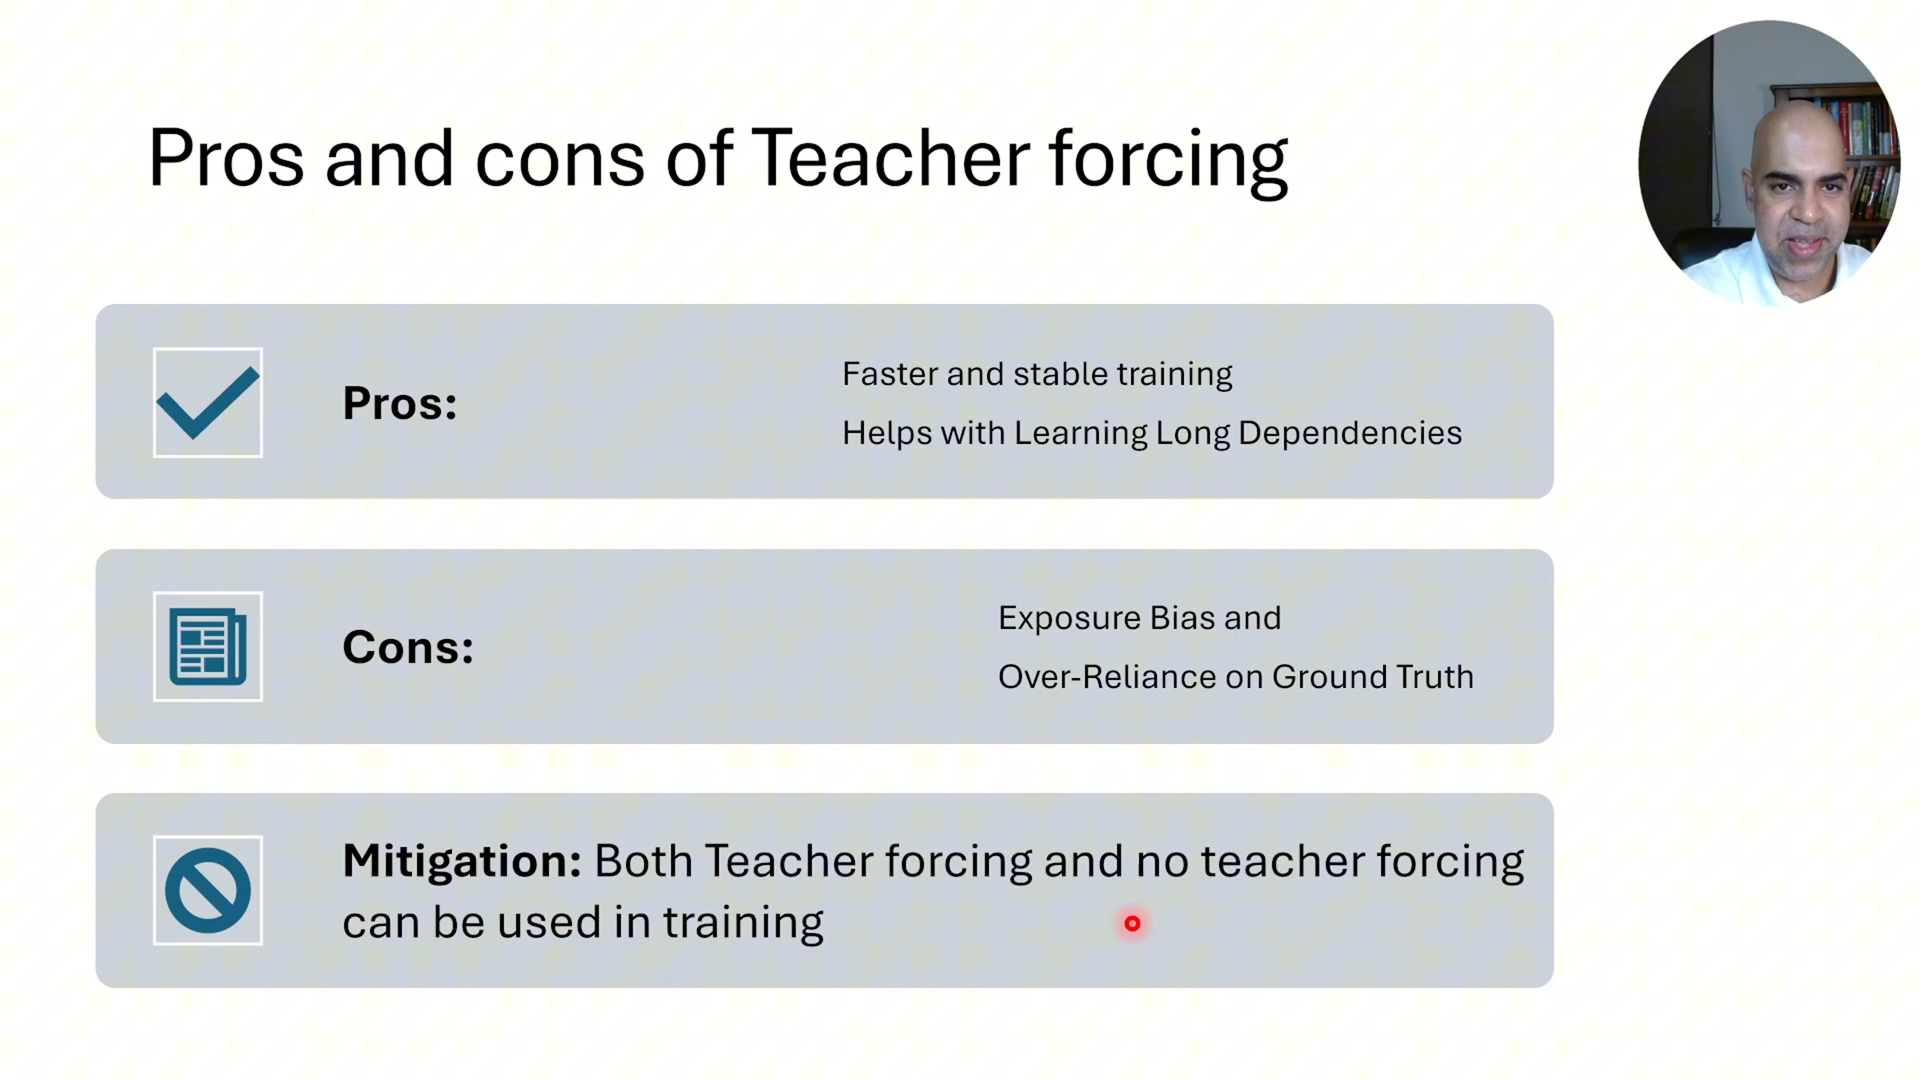 Pros and cons of Teacher forcing
Pros:
Faster and stable training
Helps with Learning Long Dependencies
Cons:
Exposure Bias and
Over-Reliance on Ground Truth
Mitigation: Both Teacher forcing and no teacher forcing
can be used in training